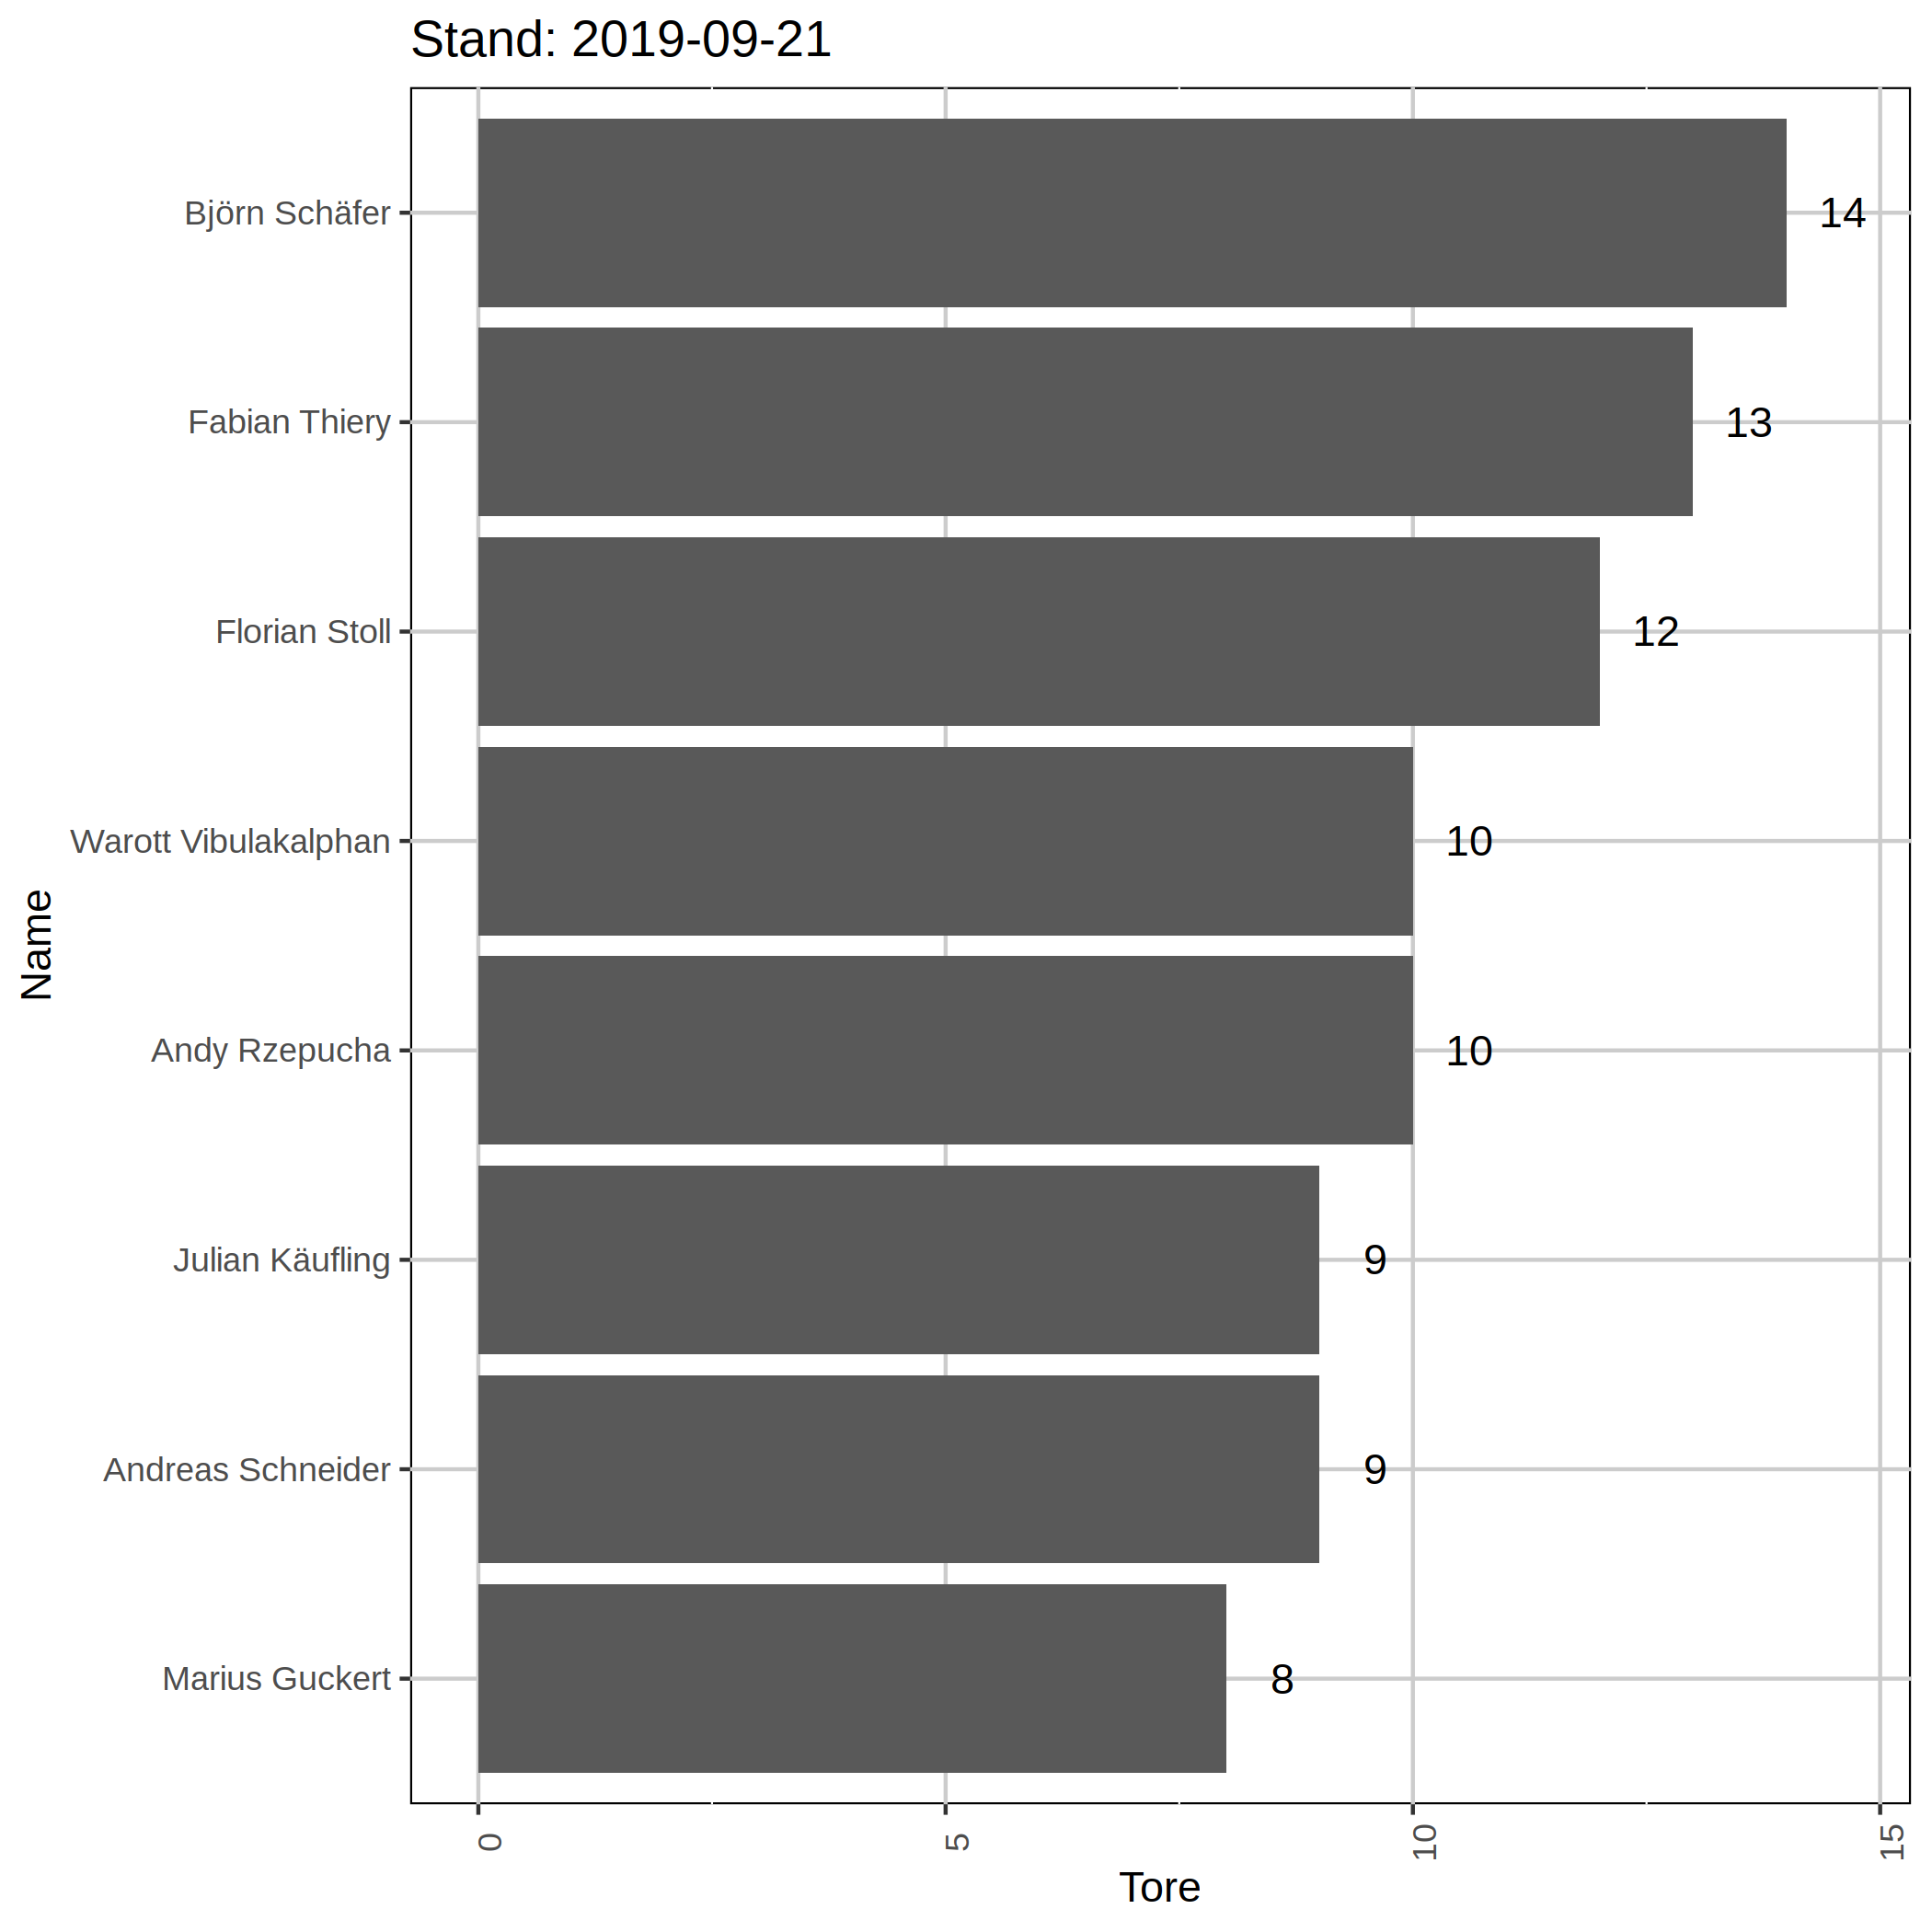 Stand: 2019-09-21
Björn Schäfer
14
Fabian Thiery
13
Florian Stoll
12
Warott Vibulakalphan
10
Andy Rzepucha
10
Julian Käufling
9
Andreas Schneider
9
Marius Guckert
8
Name
0
5
10
15
Tore